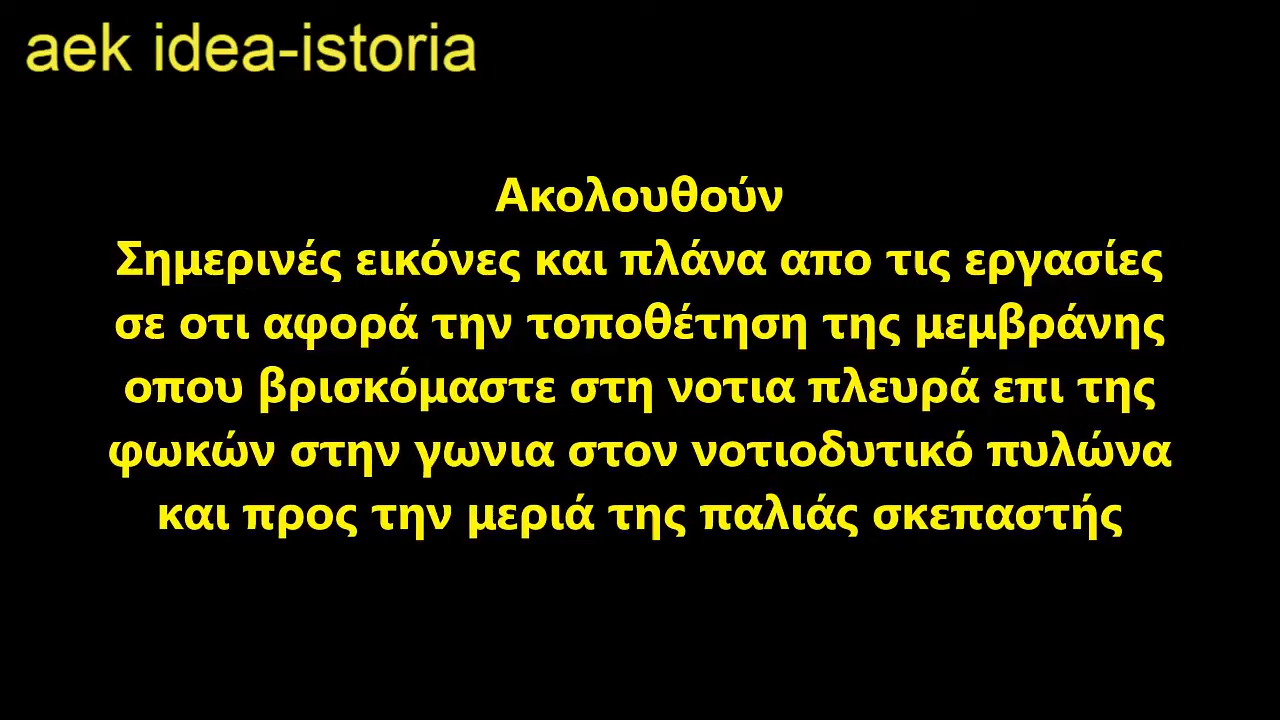 aek idea-istoria
Ακολουθούν
Σημερινές εικόνες και πλάνα απο τις εργασίες
σε οτι αφορά την τοποθέτηση της μεμβράνης
οπου βρισκόμαστε στη νοτια πλευρά επι της
φωκών στην γωνια στον νοτιοδυτικό πυλώνα
και προς την μεριά της παλιάς σκεπαστής